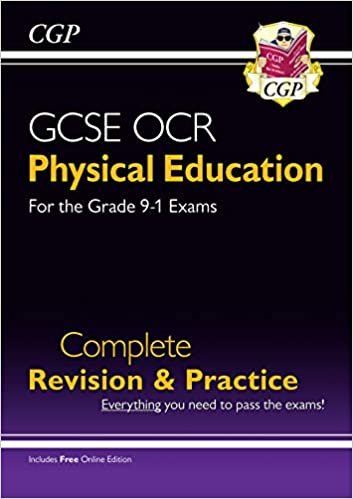 CGP
CGP
CGP
GCSE OCR
Physical Education
For the Grade 9-1 Exams
Complete
Revision & Practice
Everything you need to pass the exams!
Includes Free Online Edition